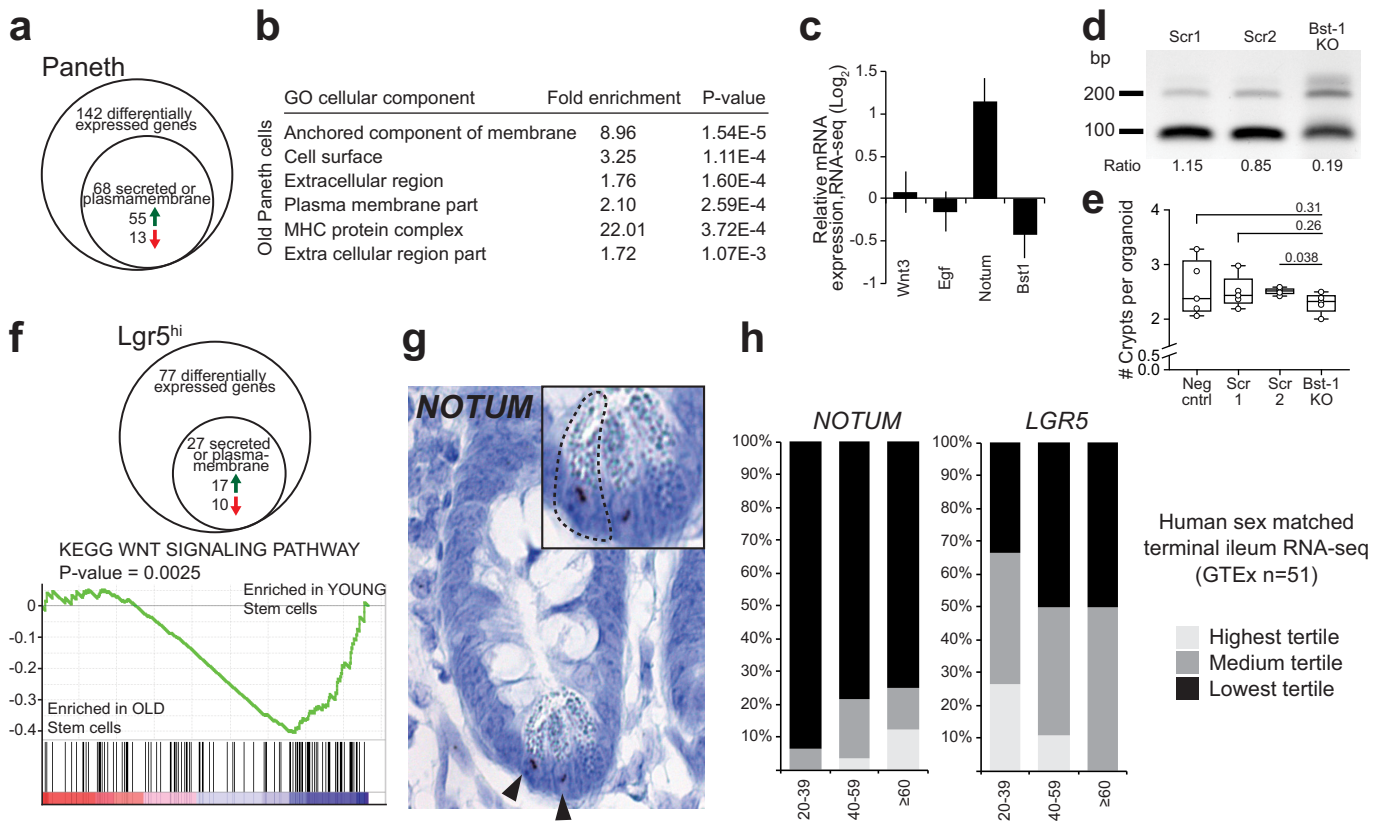 a
Paneth
142 differentially
expressed genes
68 secreted or
plasmamembrane
55
13
b
Old Paneth cells
GO cellular component Fold enrichment P-value
Anchored component of membrane 8.96 1.54E-5
Cell surface 3.25 1.11E-4
Extracellular region 1.76 1.60E-4
Plasma membrane part 2.10 2.59E-4
MHC protein complex 22.01 3.72E-4
Extra cellular region part 1.72 1.07E-3
c
Relative mRNA
expression,RNA-seq (Log2)
1.5
1
0.5
0
-0.5
-1
Wnt3
Egf
Notum
Bst1
d
Scr1 Scr2 Bst-1
KO
bp
200
100
Ratio 1.15 0.85 0.19
e
# Crypts per organoid
4
3
2
0.5
0.0
0.31
0.26
0.038
Neg
cntrl
Scr
1
Scr
2
Bst-1
KO
f
Lgr5hi
77 differentially
expressed genes
27 secreted
or plasma-
membrane
17
10
KEGG WNT SIGNALING PATHWAY
P-value = 0.0025
Enriched in YOUNG
Stem cells
0
-0.1
-0.2
-0.3
-0.4
Enriched in OLD
Stem cells
g
NOTUM
h
NOTUM
100%
90%
80%
70%
60%
50%
40%
30%
20%
10%
20-39
40-59
≥60
LGR5
100%
90%
80%
70%
60%
50%
40%
30%
20%
10%
20-39
40-59
≥60
Human sex matched
terminal ileum RNA-seq
(GTEx n=51)
Highest tertile
Medium tertile
Lowest tertile